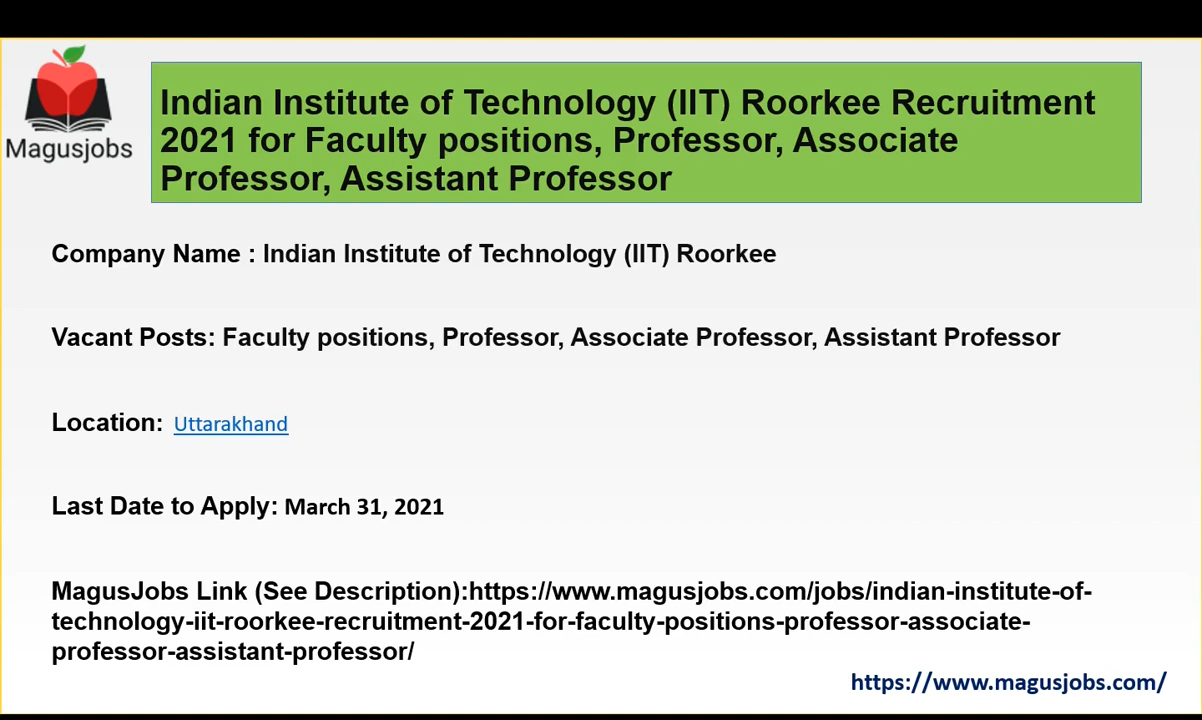 Magusjobs
Indian Institute of Technology (IIT) Roorkee Recruitment
2021 for Faculty positions, Professor, Associate
Professor, Assistant Professor
Company Name : Indian Institute of Technology (IIT) Roorkee
Vacant Posts: Faculty positions, Professor, Associate Professor, Assistant Professor
Location: Uttarakhand
Last Date to Apply: March 31, 2021
MagusJobs Link (See Description):https://www.magusjobs.com/jobs/indian-institute-of-
technology-iit-roorkee-recruitment-2021-for-faculty-positions-professor-associate-
professor-assistant-professor/
https://www.magusjobs.com/